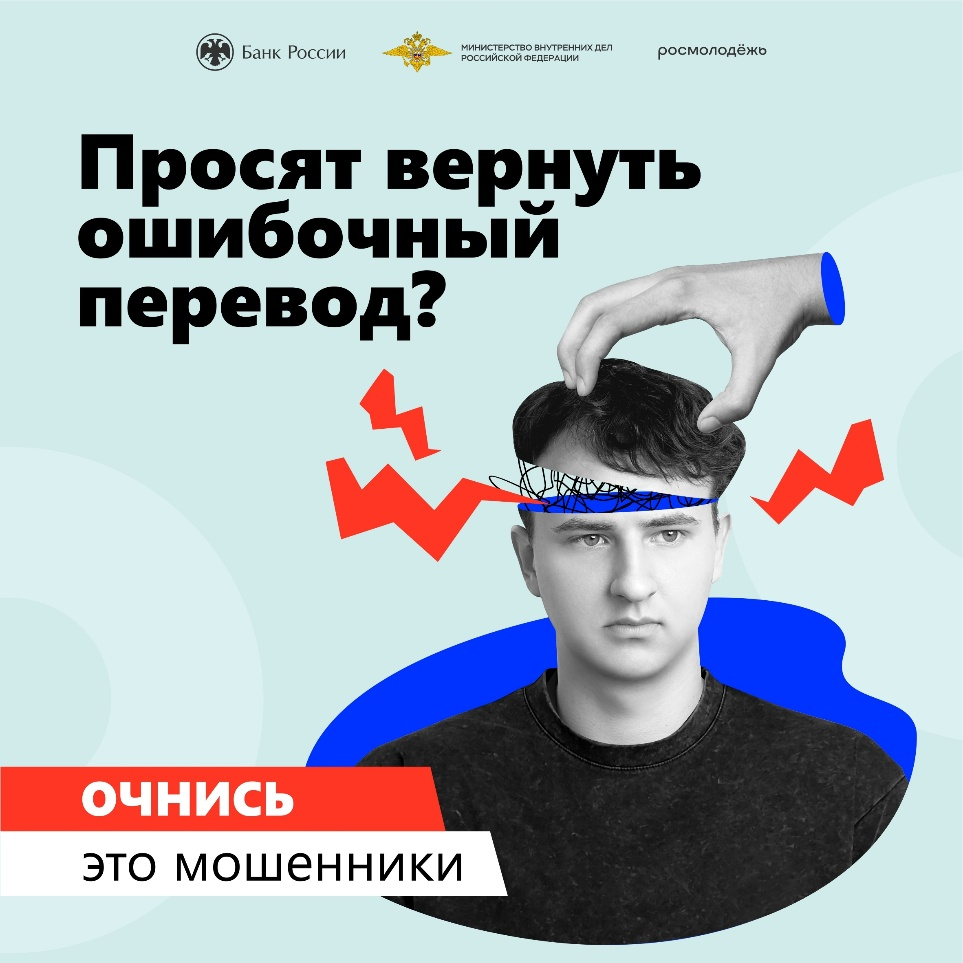 Банк России
МИНИСТЕРСТВО ВНУТРЕННИХ ДЕЛ
РОССИЙСКОЙ ФЕДЕРАЦИИ
росмолодёжь
Просят вернуть
ошибочный
перевод?
ОЧНИСЬ
это мошенники